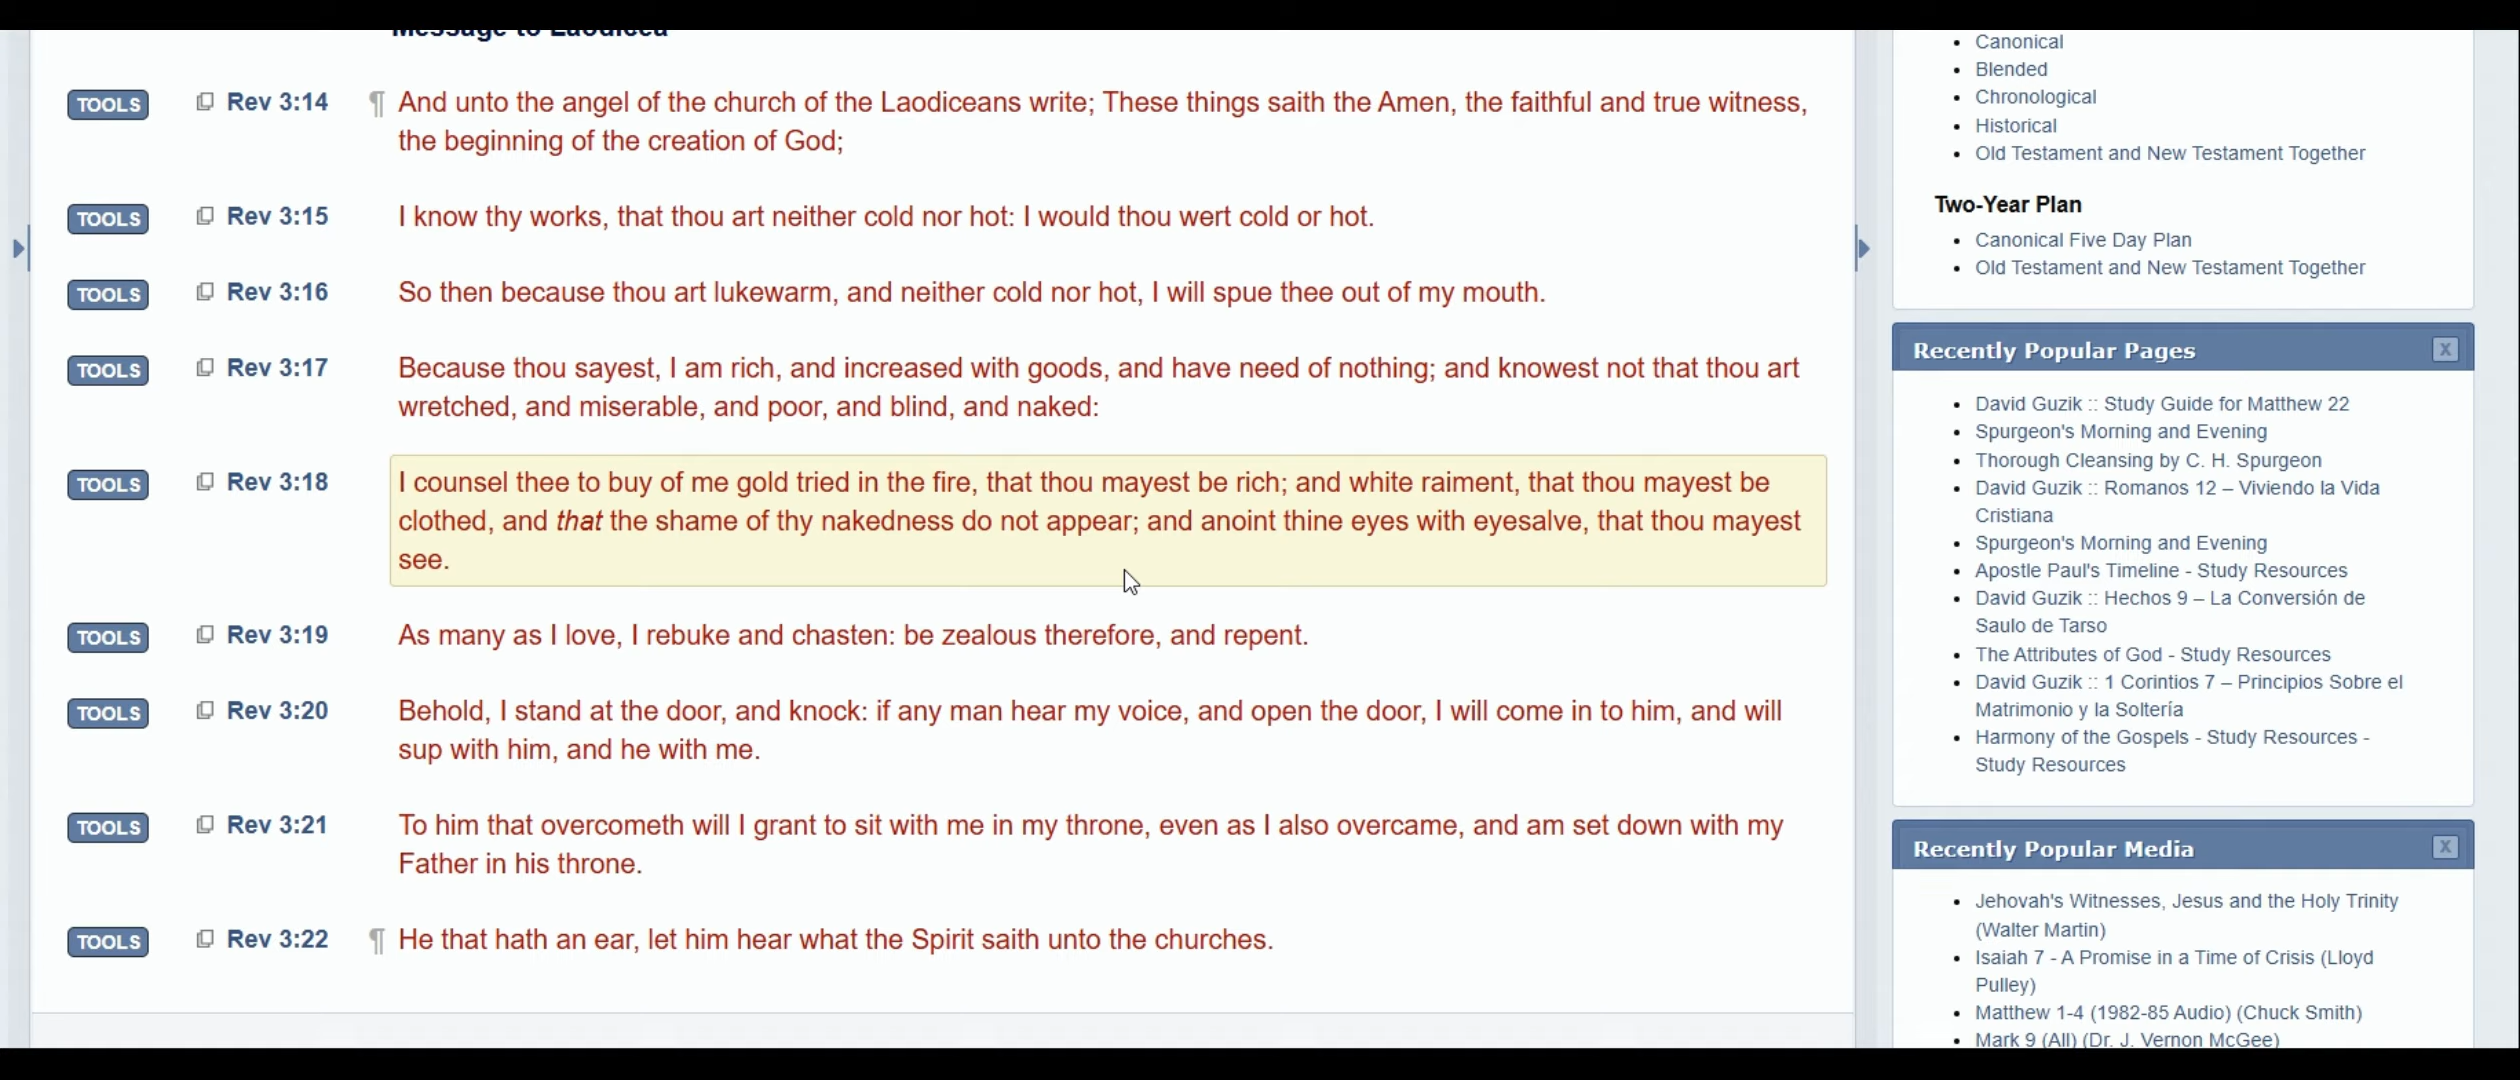 Message to Laodicea
TOOLS Rev 3:14 ¶ And unto the angel of the church of the Laodiceans write; These things saith the Amen, the faithful and true witness,
the beginning of the creation of God;
TOOLS Rev 3:15 I know thy works, that thou art neither cold nor hot: I would thou wert cold or hot.
TOOLS Rev 3:16 So then because thou art lukewarm, and neither cold nor hot, I will spue thee out of my mouth.
TOOLS Rev 3:17 Because thou sayest, I am rich, and increased with goods, and have need of nothing; and knowest not that thou art
wretched, and miserable, and poor, and blind, and naked:
TOOLS Rev 3:18 I counsel thee to buy of me gold tried in the fire, that thou mayest be rich; and white raiment, that thou mayest be
clothed, and that the shame of thy nakedness do not appear; and anoint thine eyes with eyesalve, that thou mayest
see.
TOOLS Rev 3:19 As many as I love, I rebuke and chasten: be zealous therefore, and repent.
TOOLS Rev 3:20 Behold, I stand at the door, and knock: if any man hear my voice, and open the door, I will come in to him, and will
sup with him, and he with me.
TOOLS Rev 3:21 To him that overcometh will I grant to sit with me in my throne, even as I also overcame, and am set down with my
Father in his throne.
TOOLS Rev 3:22 ¶ He that hath an ear, let him hear what the Spirit saith unto the churches.
Canonical
Blended
Chronological
Historical
Old Testament and New Testament Together
Two-Year Plan
Canonical Five Day Plan
Old Testament and New Testament Together
Recently Popular Pages X
David Guzik :: Study Guide for Matthew 22
Spurgeon's Morning and Evening
Thorough Cleansing by C. H. Spurgeon
David Guzik :: Romanos 12 – Viviendo la Vida
Cristiana
Spurgeon's Morning and Evening
Apostle Paul's Timeline - Study Resources
David Guzik :: Hechos 9 – La Conversión de
Saulo de Tarso
The Attributes of God - Study Resources
David Guzik :: 1 Corintios 7 – Principios Sobre el
Matrimonio y la Soltería
Harmony of the Gospels - Study Resources -
Study Resources
Recently Popular Media X
Jehovah's Witnesses, Jesus and the Holy Trinity
(Walter Martin)
Isaiah 7 - A Promise in a Time of Crisis (Lloyd
Pulley)
Matthew 1-4 (1982-85 Audio) (Chuck Smith)
Mark 9 (All) (Dr. J. Vernon McGee)